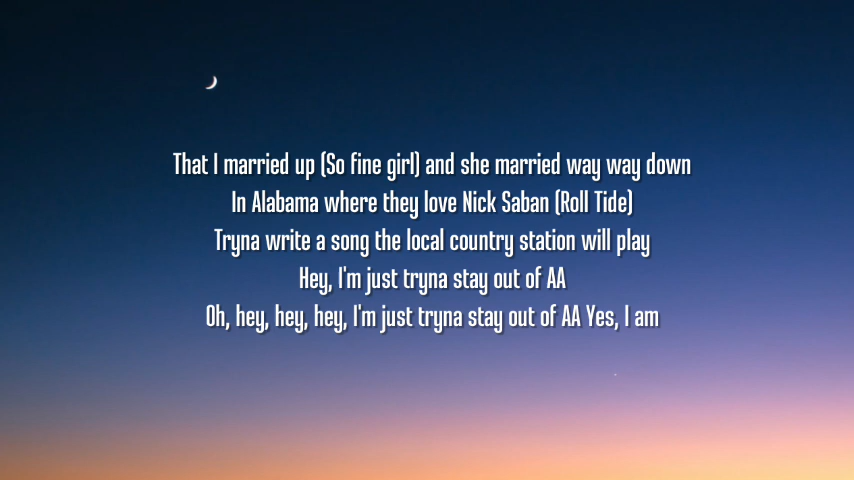 That I married up (So fine girl) and she married way way down
In Alabama where they love Nick Saban (Roll Tide)
Tryna write a song the local country station will play
Hey, I'm just tryna stay out of AA
Oh, hey, hey, hey, I'm just tryna stay out of AA Yes, I am